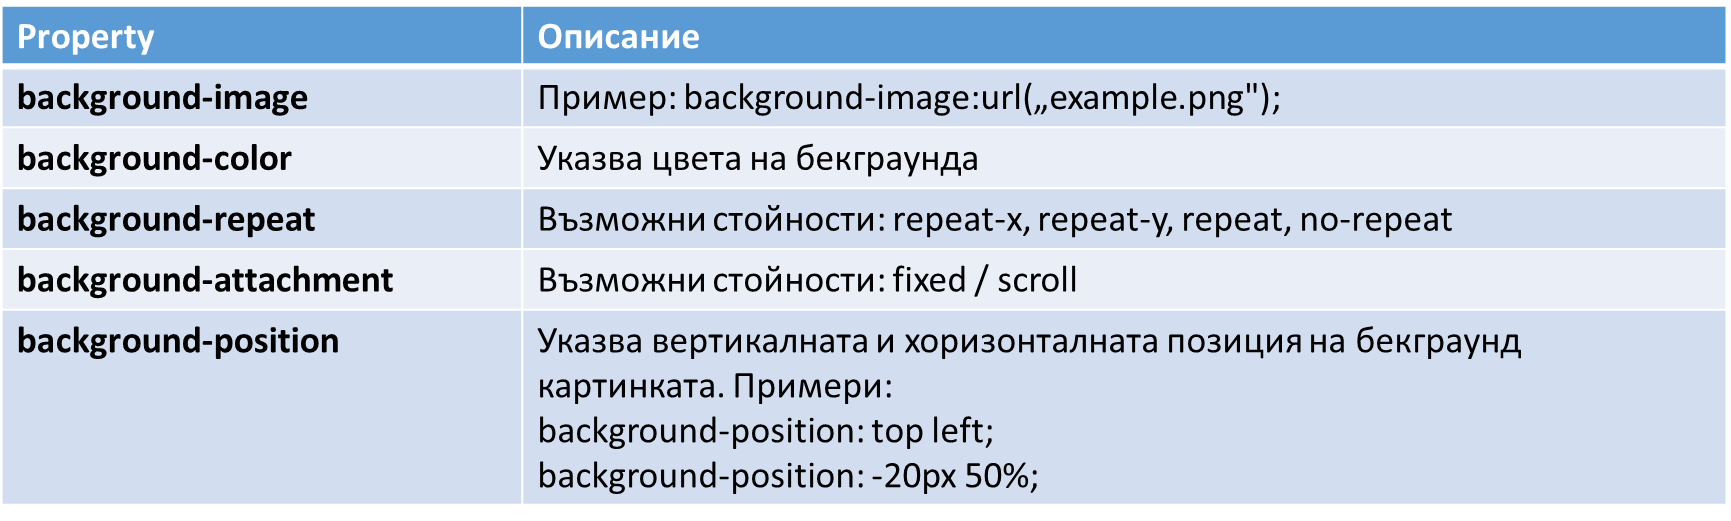 Property Описание
background-image Пример: background-image:url(„example.png");
background-color Указва цвета на бекграунда
background-repeat Възможни стойности: repeat-x, repeat-y, repeat, no-repeat
background-attachment Възможни стойности: fixed / scroll
background-position Указва вертикалната и хоризонталната позиция на бекграунд
картинката. Примери:
background-position: top left;
background-position: -20px 50%;